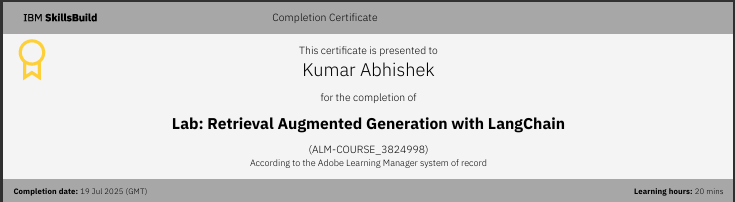 IBM SkillsBuild
Completion Certificate
This certificate is presented to
Kumar Abhishek
for the completion of
Lab: Retrieval Augmented Generation with LangChain
(ALM-COURSE_3824998)
According to the Adobe Learning Manager system of record
Completion date: 19 Jul 2025 (GMT)
Learning hours: 20 mins